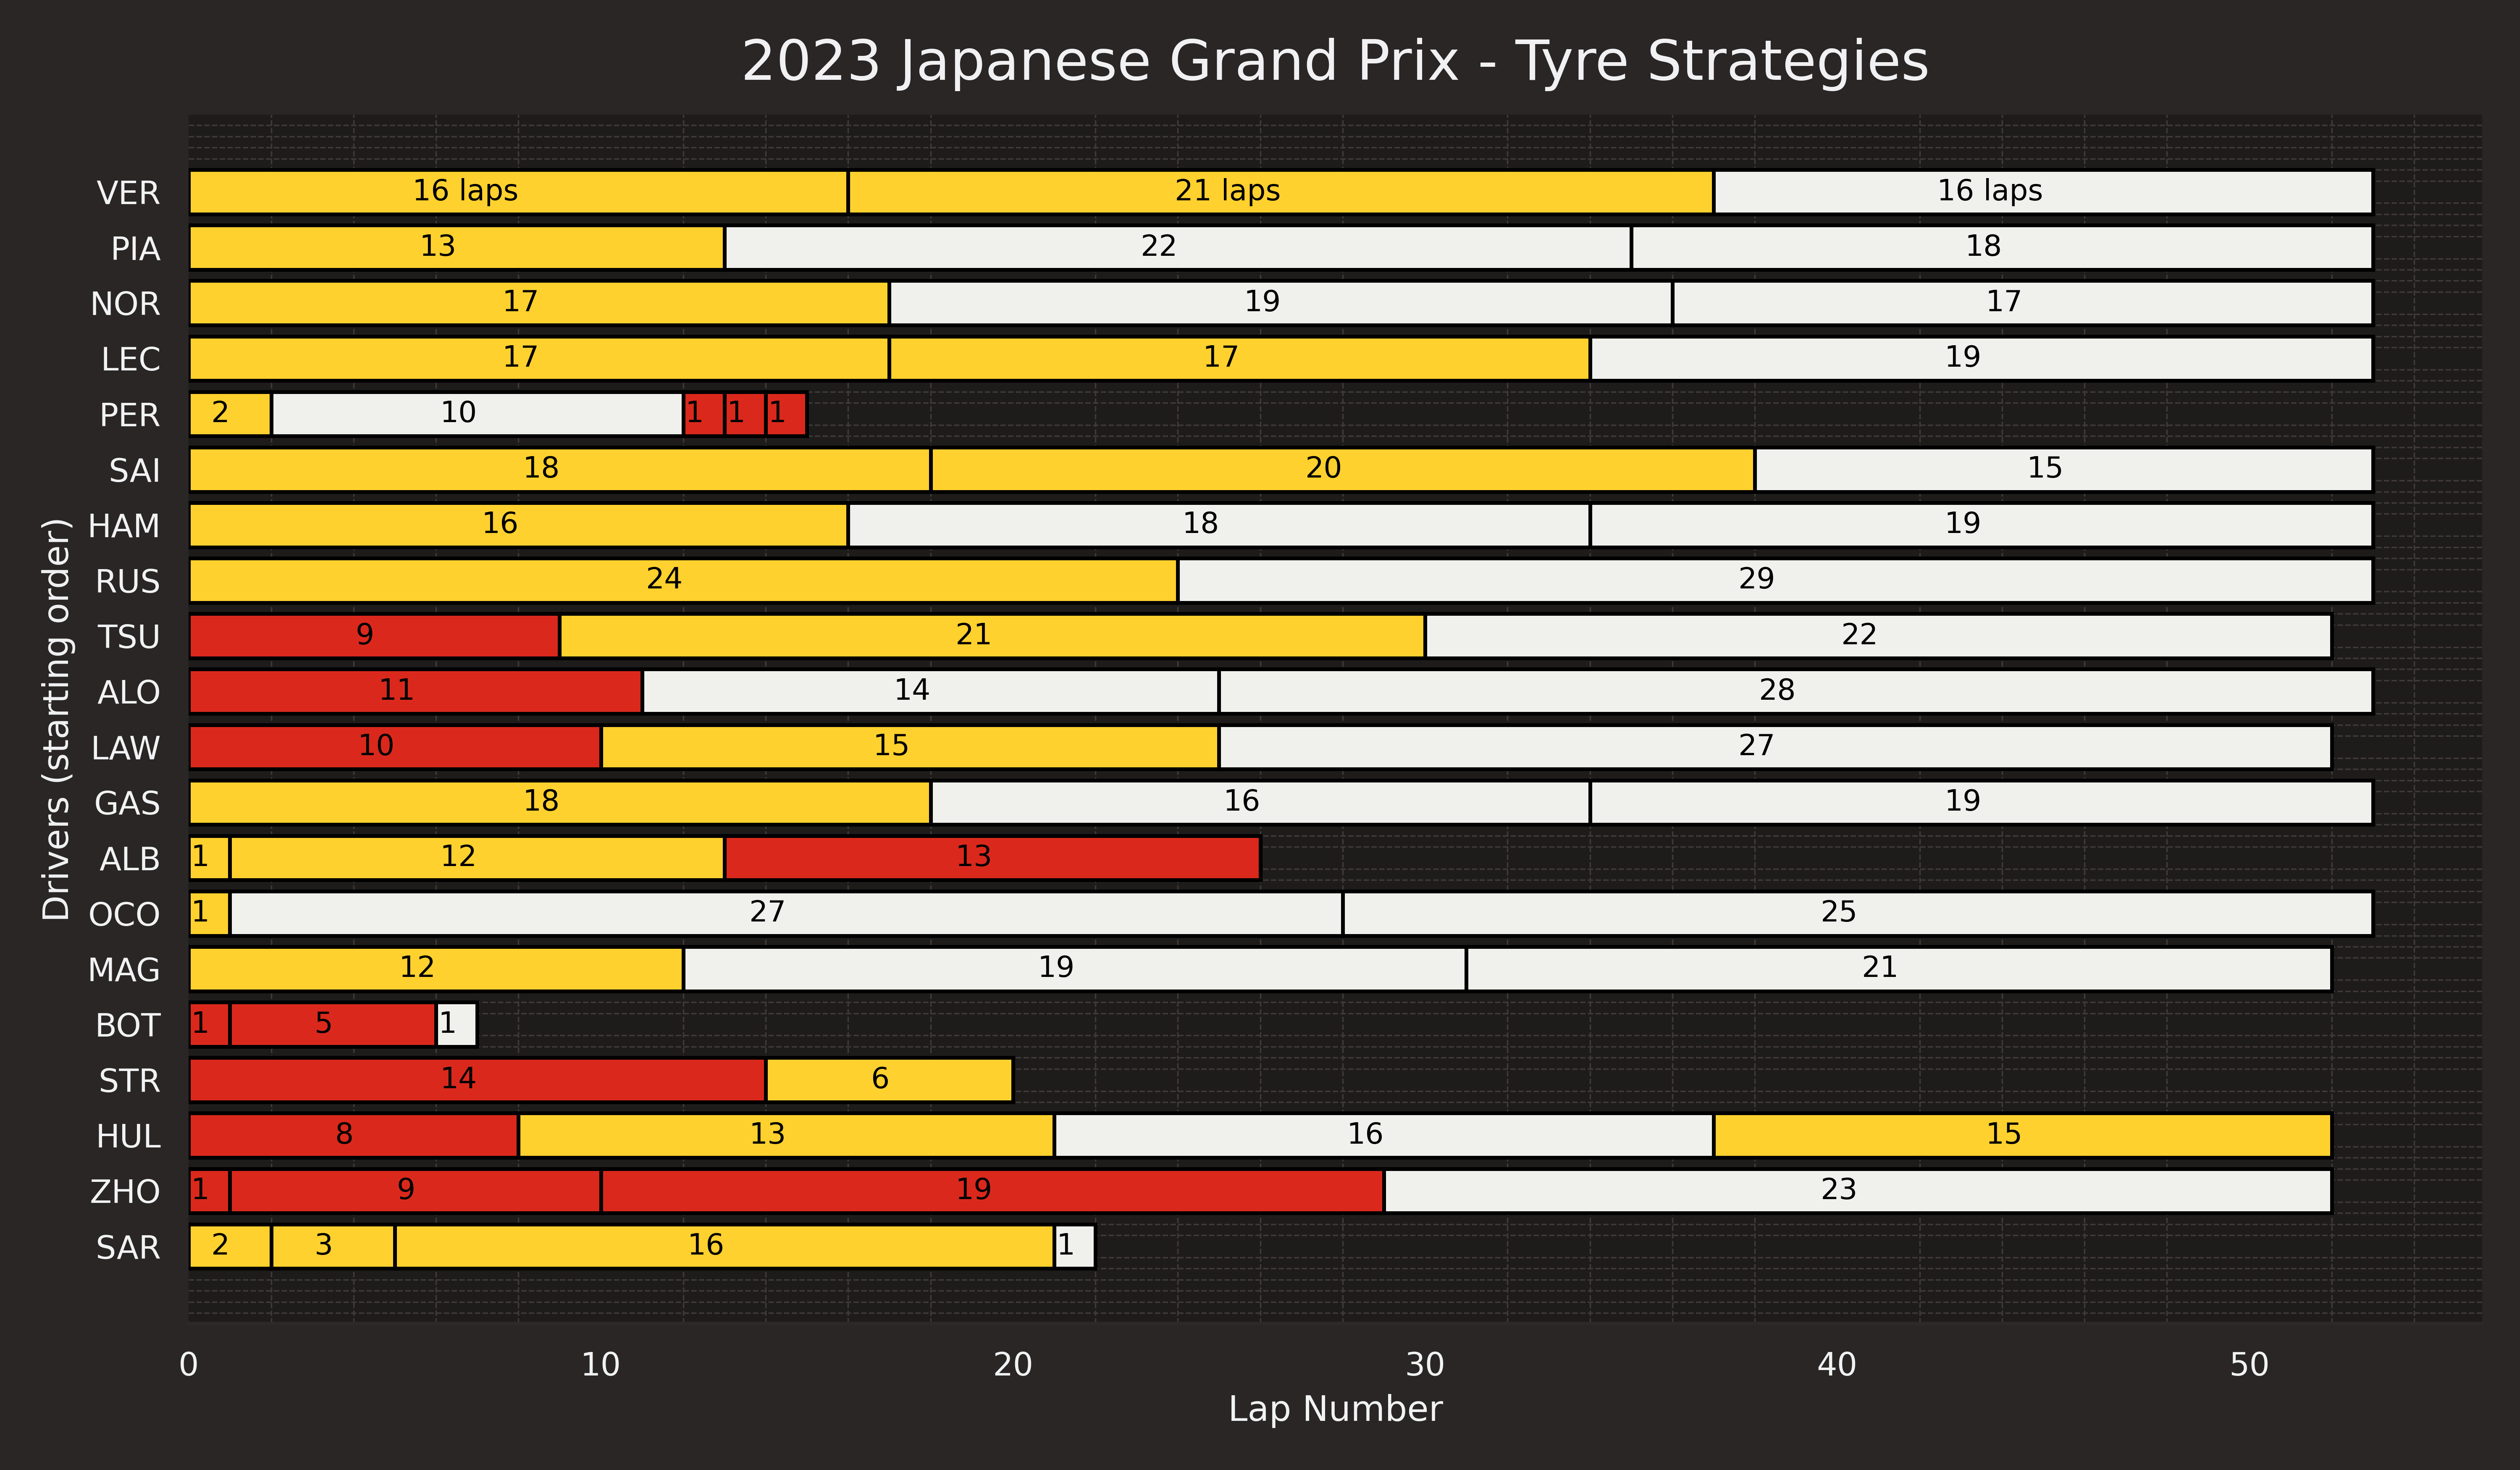 2023 Japanese Grand Prix - Tyre Strategies
Drivers (starting order)
VER 16 laps 21 laps 16 laps
PIA 13 22 18
NOR 17 19 17
LEC 17 17 19
PER 2 10 1 1 1
SAI 18 20 15
HAM 16 18 19
RUS 24 29
TSU 9 21 22
ALO 11 14 28
LAW 10 15 27
GAS 18 16 19
ALB 1 12 13
OCO 1 27 25
MAG 12 19 21
BOT 1 5 1
STR 14 6
HUL 8 13 16 15
ZHO 1 9 19 23
SAR 2 3 16 1
0 10 20 30 40 50
Lap Number